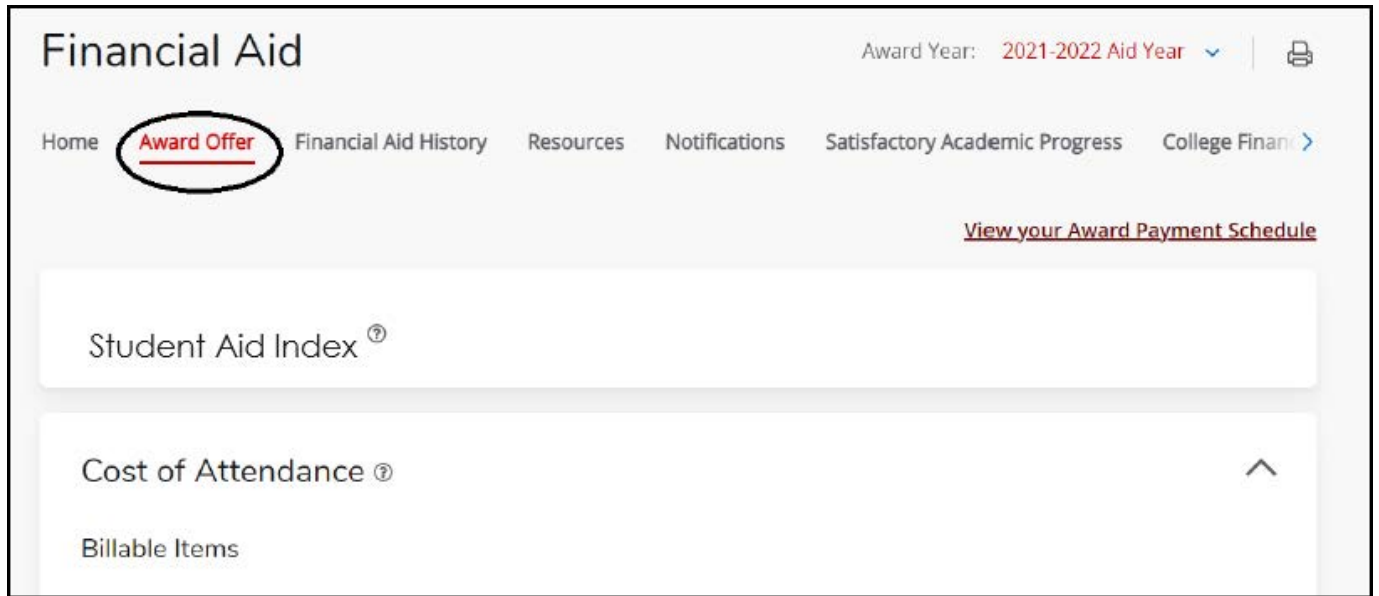 Financial Aid
Award Year: 2021-2022 Aid Year
Home Award Offer Financial Aid History Resources Notifications Satisfactory Academic Progress College Finan
View your Award Payment Schedule
Student Aid Index ?
Cost of Attendance ?
Billable Items